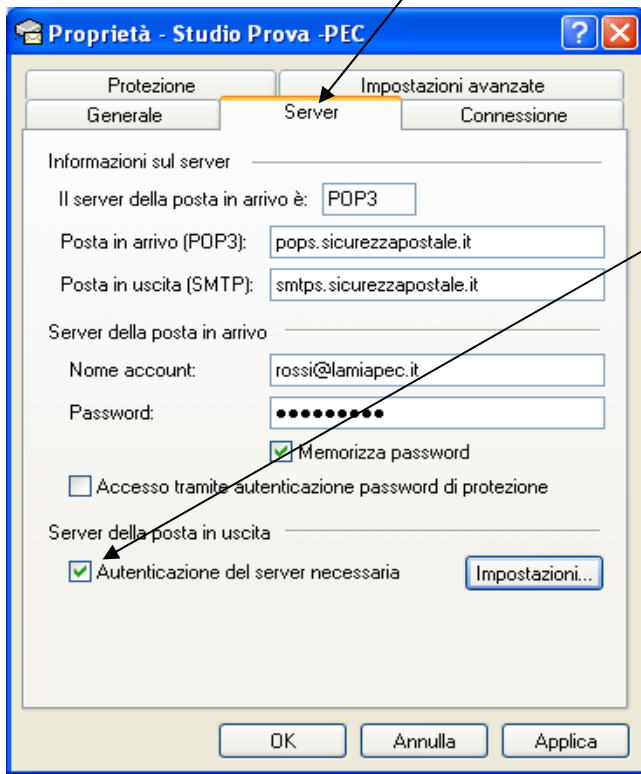 Proprietà - Studio Prova -PEC
Protezione Impostazioni avanzate
Generale Server Connessione
Informazioni sul server
Il server della posta in arrivo è: POP3
Posta in arrivo (POP3): pops.sicurezzapostale.it
Posta in uscita (SMTP): smtps.sicurezzapostale.it
Server della posta in arrivo
Nome account: rossi@lamiapec.it
Password: ●●●●●●●●●
Memorizza password
Accesso tramite autenticazione password di protezione
Server della posta in uscita
Autenticazione del server necessaria Impostazioni...
OK Annulla Applica